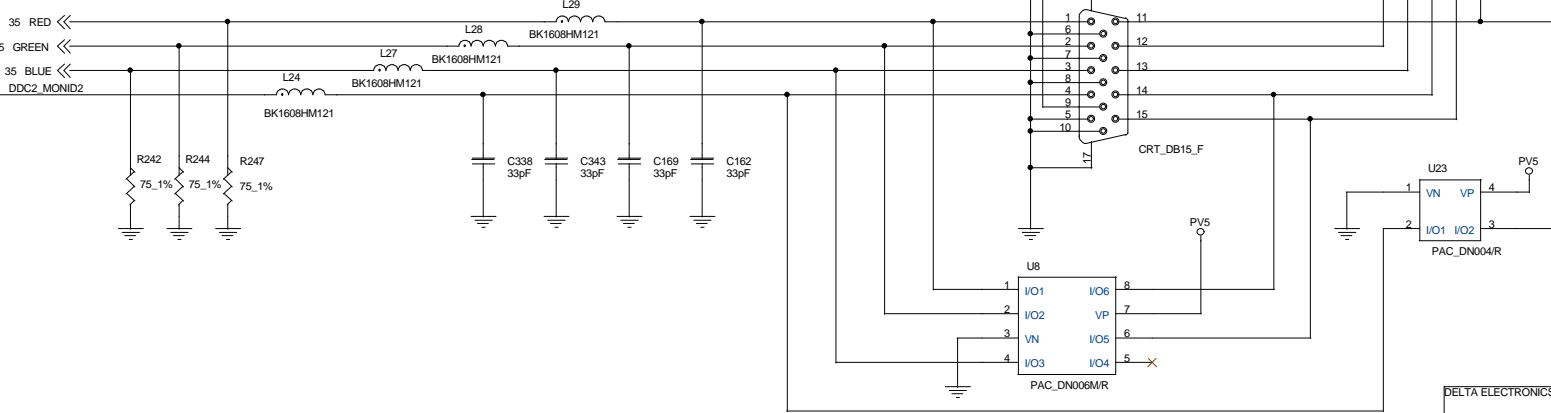 L29
35 RED
1
11
6
L28
BK1608HM121
5 GREEN
2
12
7
L27
BK1608HM121
35 BLUE
3
13
8
DDC2_MONID2
L24
BK1608HM121
4
14
9
BK1608HM121
5
15
10
CRT_DB15_F
17
R242
75_1%
R244
75_1%
R247
75_1%
C338
33pF
C343
33pF
C169
33pF
C162
33pF
U23
PV5
1
VN
VP
4
2
I/O1
I/O2
3
PAC_DN004/R
PV5
U8
1
I/O1
I/O6
8
2
I/O2
VP
7
3
VN
I/O5
6
4
I/O3
I/O4
5
PAC_DN006M/R
DELTA ELECTRONICS